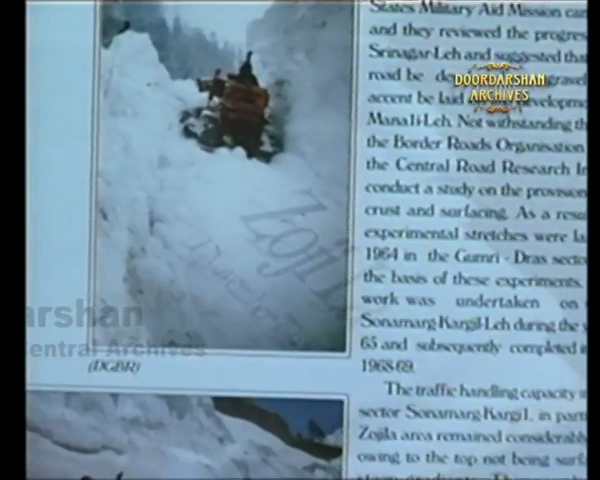 States Military Aid Mission
and they reviewed the progres
Srinagar-Leh and suggested tha
road be
accent be laid
Manali-Leh. Not withstanding th
the Border Roads Organisation
the Central Road Research
conduct a study on the provision
crust and surfacing. As a resu
experimental stretches were
1964 in the Gumri - Dras secto
the basis of these experiments.
work was undertaken on
Sonamarg-Kargil-Leh during the
65 and subsequently completed
1968-69.
The traffic handling capacity
sector Sonamarg-Kargil, in part
Zojila area remained considerabl
owing to the top not being surf
DOORDARSHAN
ARCHIVES
Zojila
arshan
entral Archives
(DGBR)